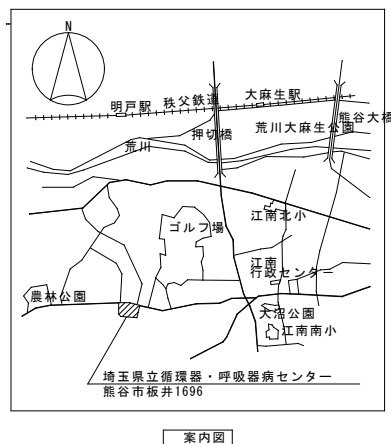 N
大麻生駅
秩父鉄道
明戸駅
熊谷大橋
押切橋
荒川大麻生公園
荒川
江南北小
ゴルフ場
江南
行政センター
農林公園
大沼公園
江南南小
埼玉県立循環器・呼吸器病センター
熊谷市板井1696
案内図